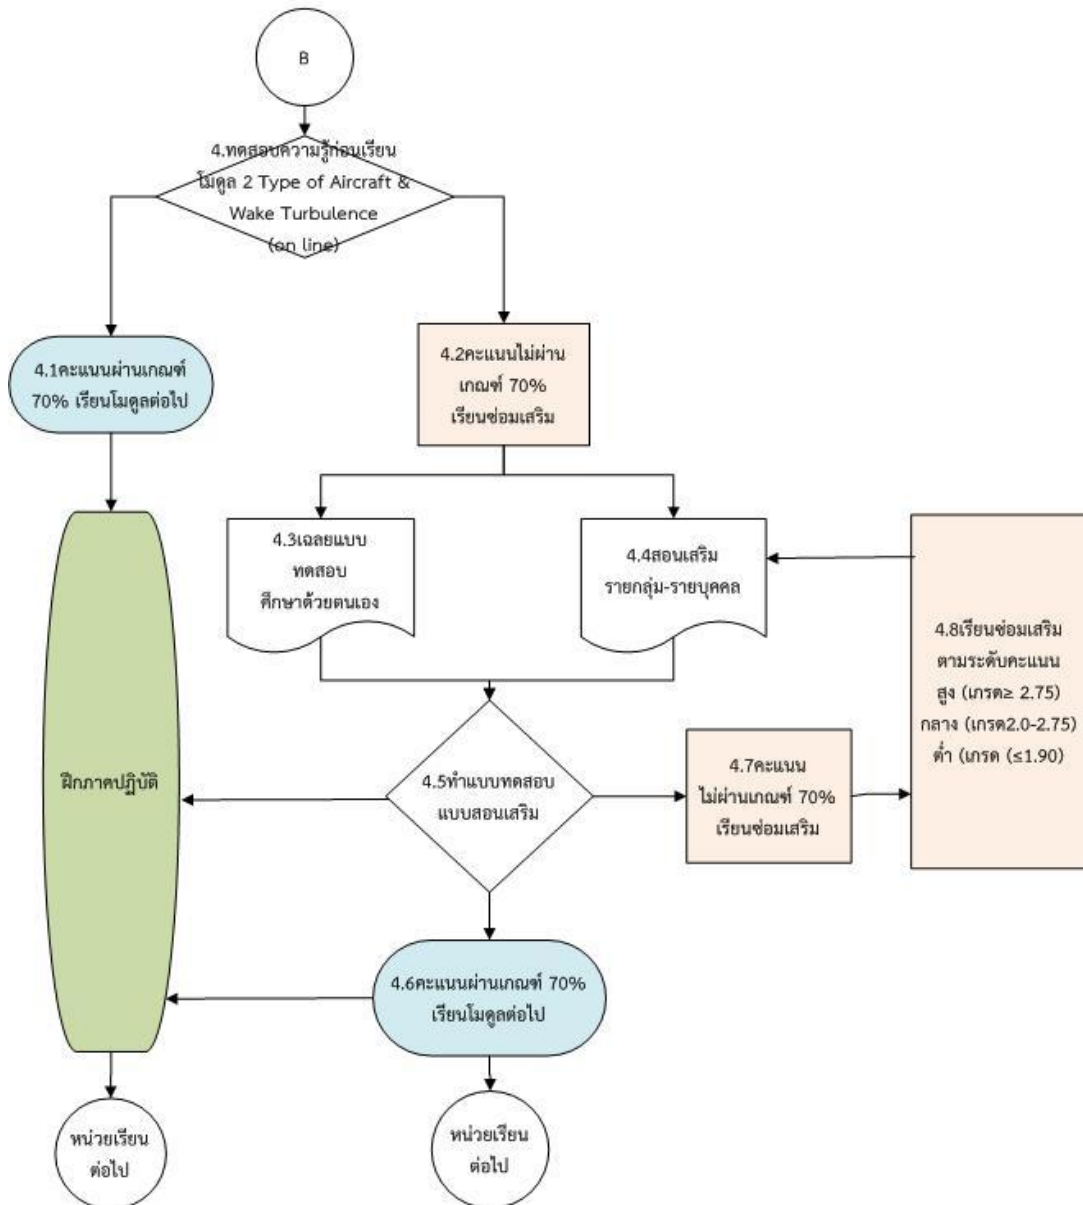 B
4.ทดสอบความรู้ก่อนเรียน
โมดูล 2 Type of Aircraft &
Wake Turbulence
(on line)
4.1คะแนนผ่านเกณฑ์
70% เรียนโมดูลต่อไป
4.2คะแนนไม่ผ่าน
เกณฑ์ 70%
เรียนซ่อมเสริม
4.3เฉลยแบบ
ทดสอบ
ศึกษาด้วยตนเอง
4.4สอนเสริม
รายกลุ่ม-รายบุคคล
4.8เรียนซ่อมเสริม
ตามระดับคะแนน
สูง (เกรด≥ 2.75)
กลาง (เกรด2.0-2.75)
ต่ำ (เกรด (≤1.90)
ฝึกภาคปฏิบัติ
4.5ทำแบบทดสอบ
แบบสอนเสริม
4.7คะแนน
ไม่ผ่านเกณฑ์ 70%
เรียนซ่อมเสริม
4.6คะแนนผ่านเกณฑ์ 70%
เรียนโมดูลต่อไป
หน่วยเรียน
ต่อไป
หน่วยเรียน
ต่อไป